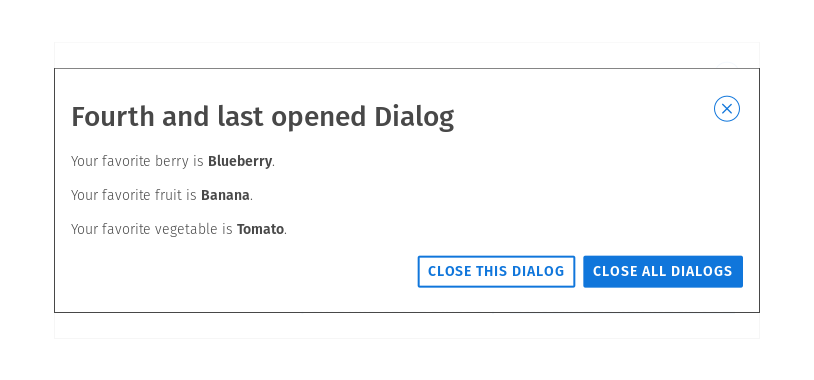 Fourth and last opened Dialog
Your favorite berry is Blueberry.
Your favorite fruit is Banana.
Your favorite vegetable is Tomato.
CLOSE THIS DIALOG CLOSE ALL DIALOGS